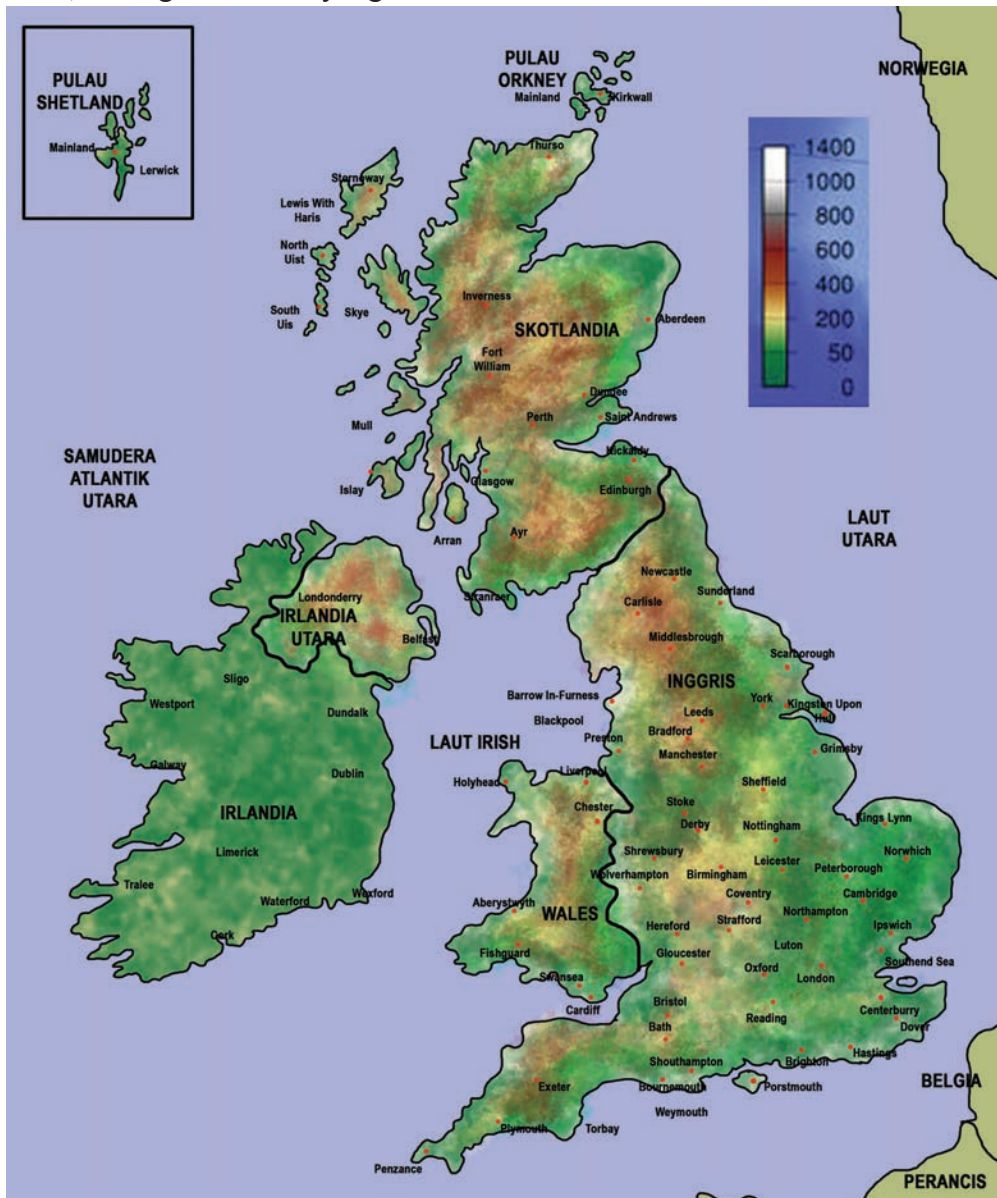 PULAU
SHETLAND
Mainland
Lerwick
PULAU
ORKNEY
Mainland
Kirkwall
NORWEGIA
1400
1000
800
600
400
200
50
0
Thurso
Stornoway
Lewis With
Haris
North
Uist
South
Uis
Skye
Inverness
SKOTLANDIA
Aberdeen
Fort
William
Dundee
Perth
Saint Andrews
Mull
SAMUDERA
ATLANTIK
UTARA
Islay
Glasgow
Edinburgh
Arran
Ayr
LAUT
UTARA
Stranraer
Newcastle
Sunderland
Carlisle
Middlesbrough
Londonderry
IRLANDIA
UTARA
Belfast
Scarborough
INGGRIS
Sligo
Westport
Dundalk
Barrow In-Furness
Blackpool
York
Kingsten Upon
Hull
Leeds
Bradford
LAUT IRISH
Preston
Manchester
Grimsby
Galway
Dublin
Holyhead
Liverpool
Sheffield
IRLANDIA
Chester
Stoke
Derby
Nottingham
Kings Lynn
Limerick
Shrewsbury
Leicester
Norwhich
Wolverhampton
Birmingham
Peterborough
Tralee
Waterford
Wexford
Coventry
Cambridge
Aberystwyth
WALES
Strafford
Northampton
Cork
Hereford
Ipswich
Fishguard
Gloucester
Luton
Southend Sea
Oxford
London
Swansea
Cardiff
Bristol
Reading
Centerburry
Bath
Dover
Shouthampton
Brighton
Hastings
Exeter
Bournemouth
Porstmouth
BELGIA
Weymouth
Plymouth
Torbay
Penzance
PERANCIS